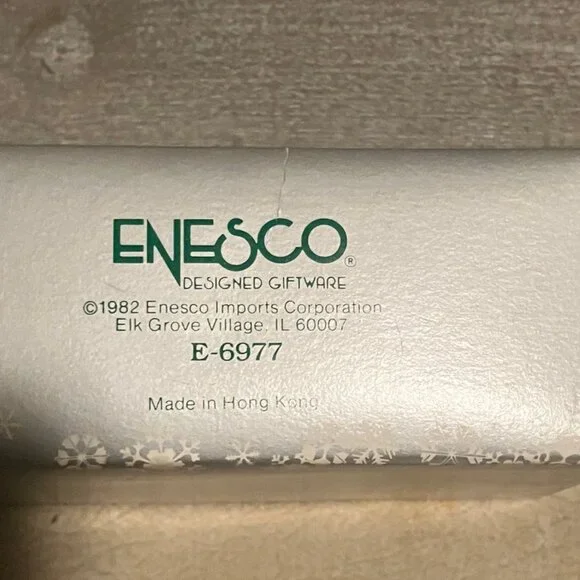 ENESCO®
DESIGNED GIFTWARE
©1982 Enesco Imports Corporation
Elk Grove Village, IL 60007
E-6977
Made in Hong Kong